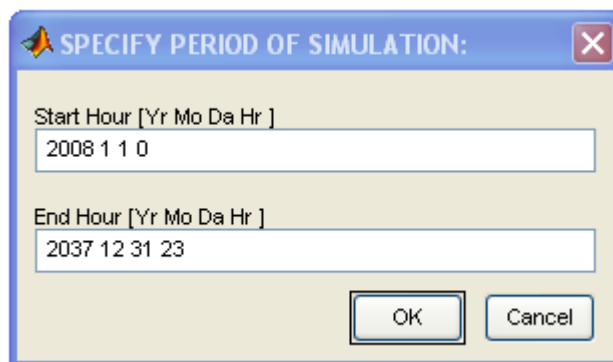 SPECIFY PERIOD OF SIMULATION:
Start Hour [Yr Mo Da Hr ]
2008 1 1 0
End Hour [Yr Mo Da Hr ]
2037 12 31 23
OK Cancel